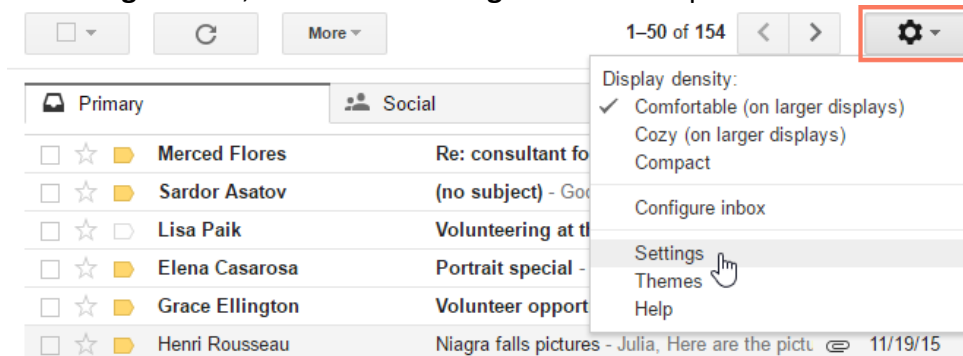 More
1–50 of 154
Display density:
Primary
Social
Comfortable (on larger displays)
Cozy (on larger displays)
Compact
Merced Flores
Re: consultant fo
Sardor Asatov
(no subject) - Goo
Configure inbox
Lisa Paik
Volunteering at th
Settings
Elena Casarosa
Portrait special -
Themes
Grace Ellington
Volunteer opport
Help
Henri Rousseau
Niagra falls pictures - Julia, Here are the pictu
11/19/15